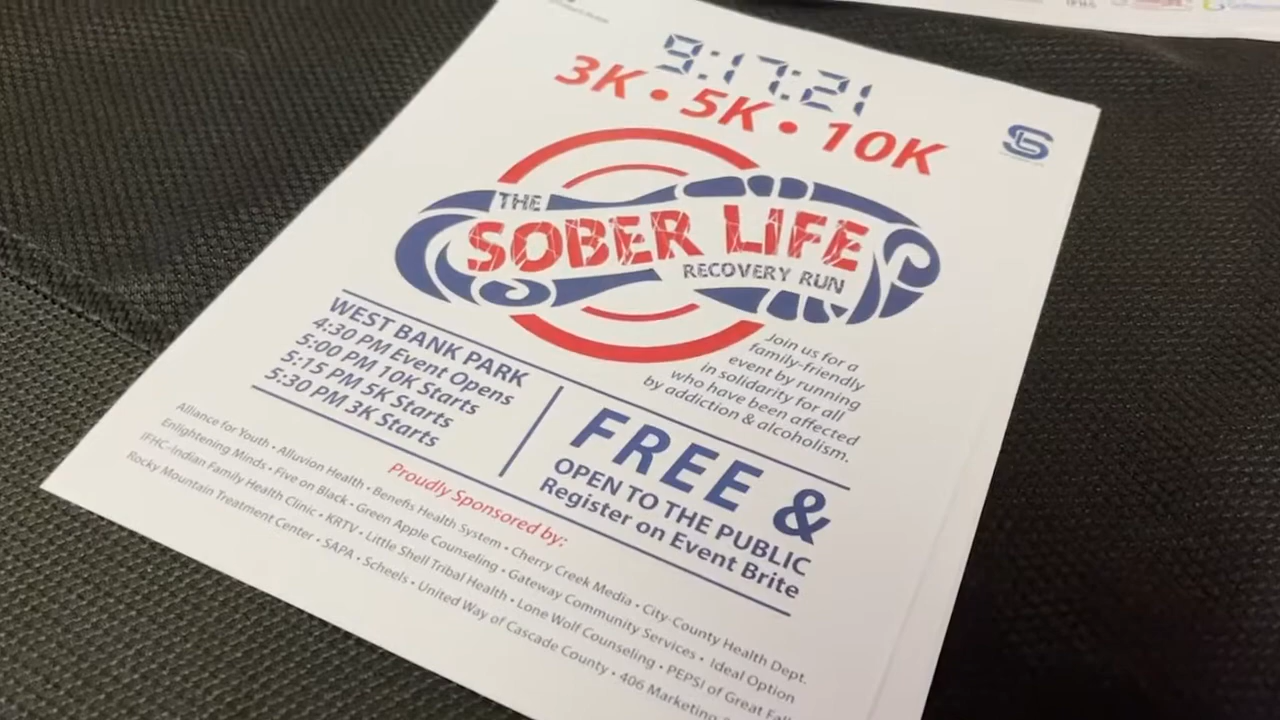 9:17:21
3K • 5K • 10K
THE
SOBER LIFE
RECOVERY RUN
Join us for a
family-friendly
event by running
in solidarity for all
who have been affected
by addiction & alcoholism.
WEST BANK PARK
4:30 PM Event Opens
5:00 PM 10K Starts
5:15 PM 5K Starts
5:30 PM 3K Starts
FREE &
OPEN TO THE PUBLIC
Register on Event Brite
Proudly Sponsored by:
Alliance for Youth • Alluvion Health • Benefis Health System • Cherry Creek Media • City-County Health Dept.
Enlightening Minds • Five on Black • Green Apple Counseling • Gateway Community Services • Ideal Option
IFHC-Indian Family Health Clinic • KRTV • Little Shell Tribal Health • Lone Wolf Counseling • PEPSI of Great Fall
Rocky Mountain Treatment Center • SAPA • Scheels • United Way of Cascade County • 406 Marketing